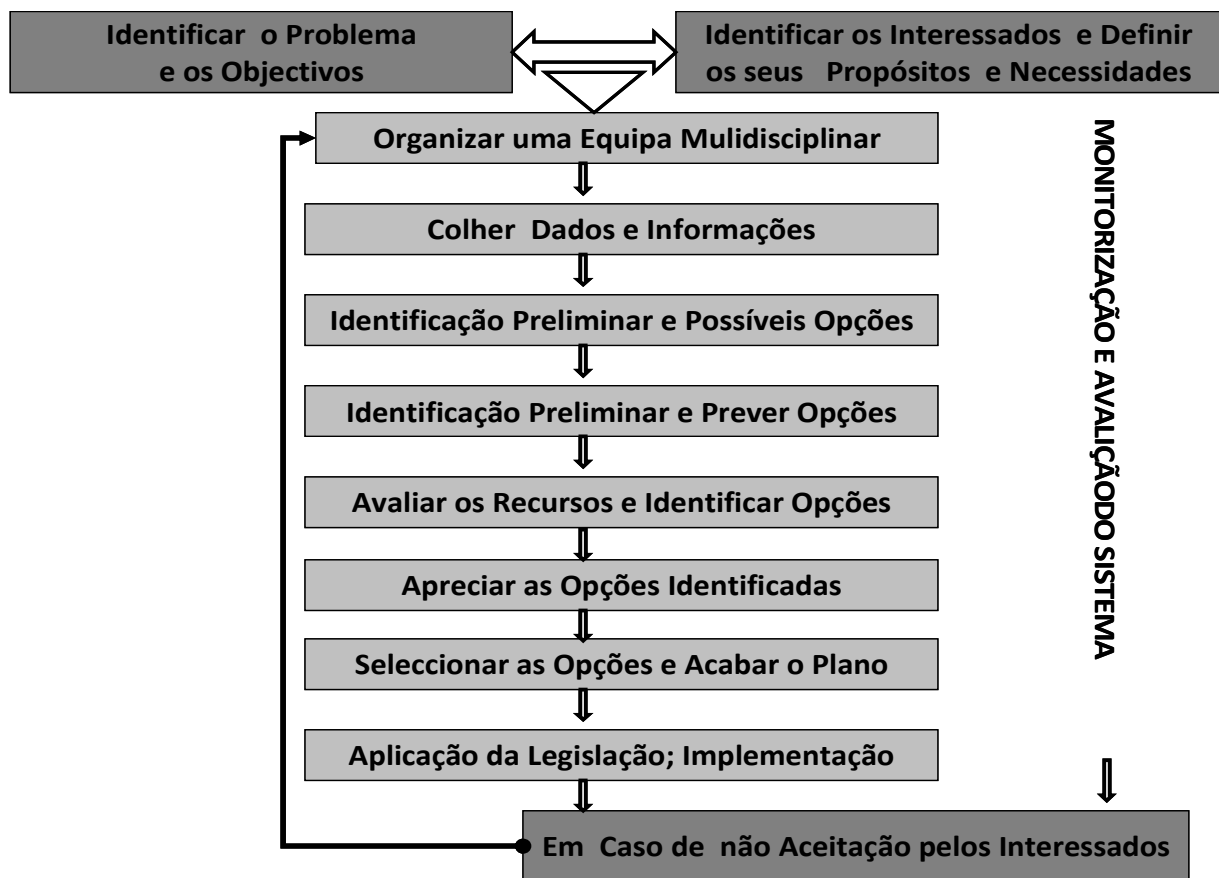 Identificar o Problema
e os Objectivos
Identificar os Interessados e Definir
os seus Propósitos e Necessidades
Organizar uma Equipa Mulidisciplinar
Colher Dados e Informações
Identificação Preliminar e Possíveis Opções
Identificação Preliminar e Prever Opções
Avaliar os Recursos e Identificar Opções
Apreciar as Opções Identificadas
Seleccionar as Opções e Acabar o Plano
Aplicação da Legislação; Implementação
Em Caso de não Aceitação pelos Interessados
MONITORIZAÇÃO E AVALIÇÃODO SISTEMA